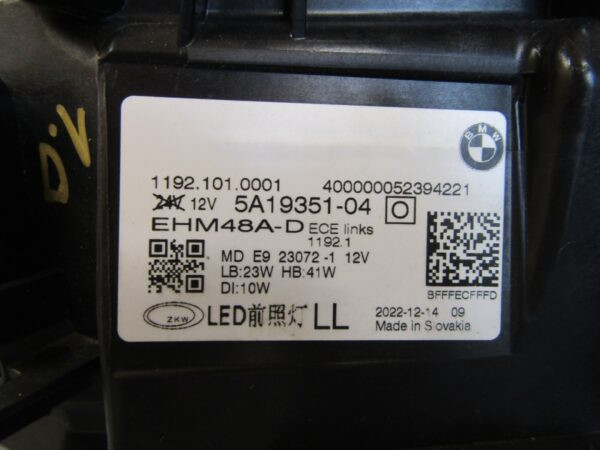 D.V
BMW
1192.101.0001 400000052394221
24V 12V 5A19351-04 O
EHM48A-D ECE links
1192.1
MD E9 23072 -1 12V
LB:23W HB:41W
DI:10W
BFFFECFFFD
ZKW LED前照灯 LL
2022-12-14 09
Made in Slovakia